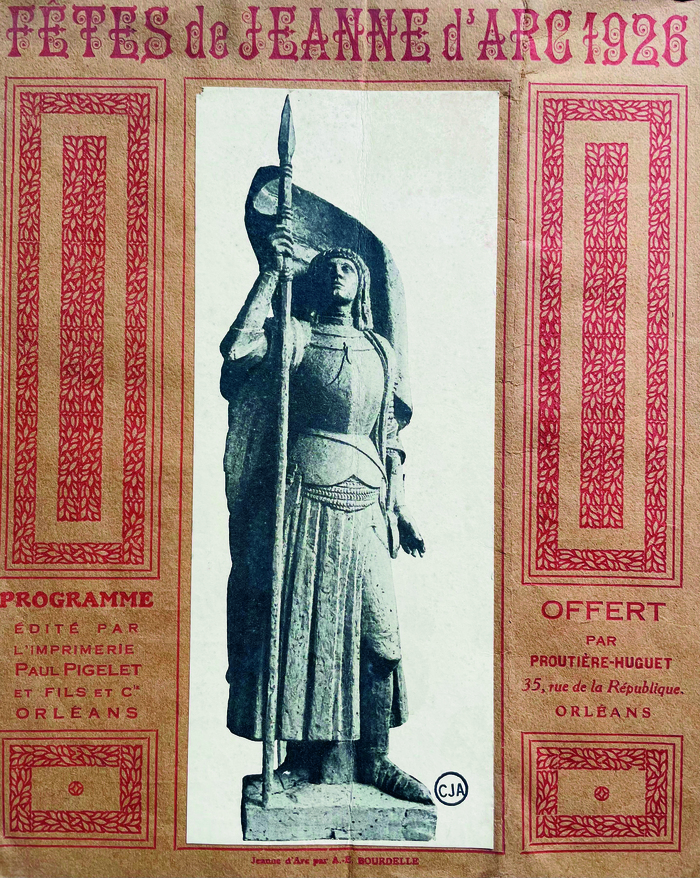 FÊTES de JEANNE d'ARC 1926
PROGRAMME
ÉDITÉ PAR
L'IMPRIMERIE
PAUL PIGELET
ET FILS ET Cie
ORLÉANS
OFFERT
PAR
PROUTIÈRE-HUGUET
35, rue de la République.
ORLÉANS
CJA
Jeanne d'Arc par A.-E. BOURDELLE